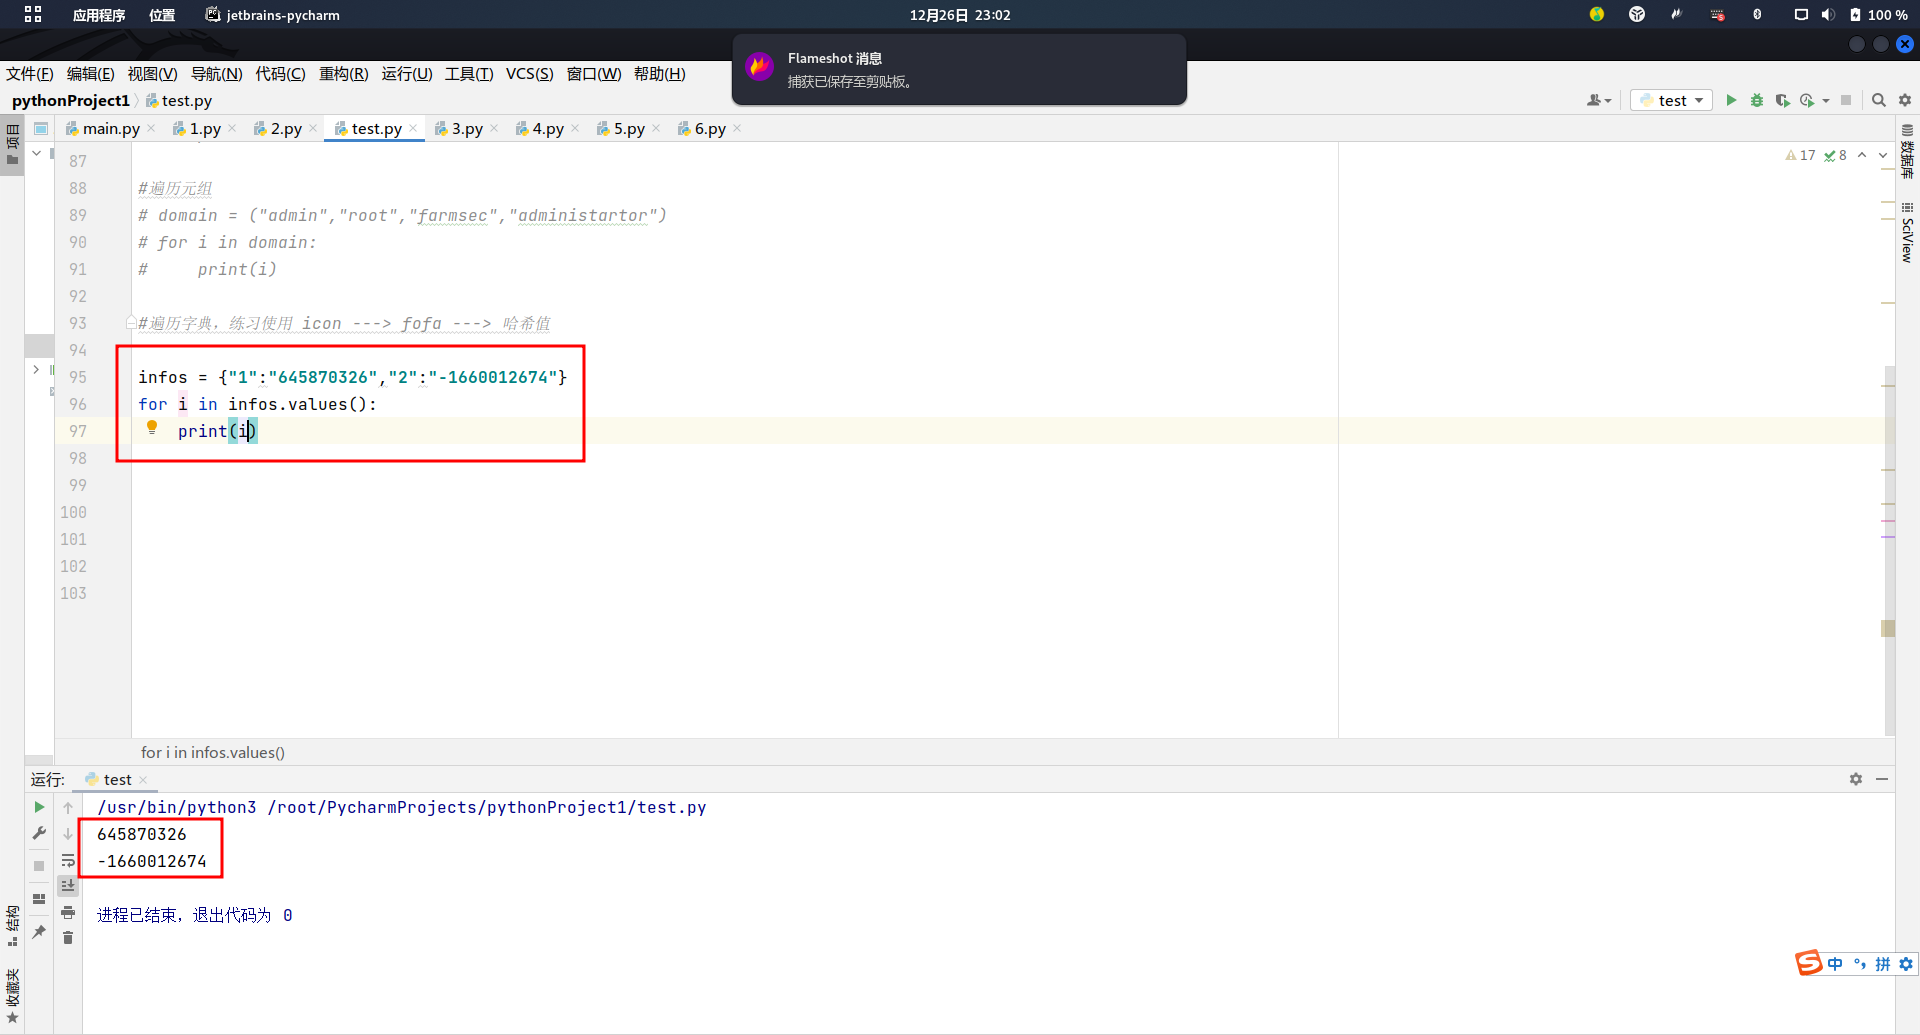 应用程序 位置 jetbrains-pycharm 12月26日 23:02 100 %
Flameshot 消息
捕获已保存至剪贴板。
文件(F) 编辑(E) 视图(V) 导航(N) 代码(C) 重构(R) 运行(U) 工具(T) VCS(S) 窗口(W) 帮助(H)
pythonProject1 test.py test
main.py 1.py 2.py test.py 3.py 4.py 5.py 6.py
项目
17 8
数据库
SciView
87
88 #遍历元组
89 # domain = ("admin","root","farmsec","administartor")
90 # for i in domain:
91 #     print(i)
92
93 #遍历字典，练习使用 icon ---> fofa ---> 哈希值
94
95 infos = {"1":"645870326","2":"-1660012674"}
96 for i in infos.values():
97     print(i)
98
99
100
101
102
103
for i in infos.values()
运行: test
/usr/bin/python3 /root/PycharmProjects/pythonProject1/test.py
645870326
-1660012674
进程已结束，退出代码为 0
结构
收藏夹
S 中 °, 拼